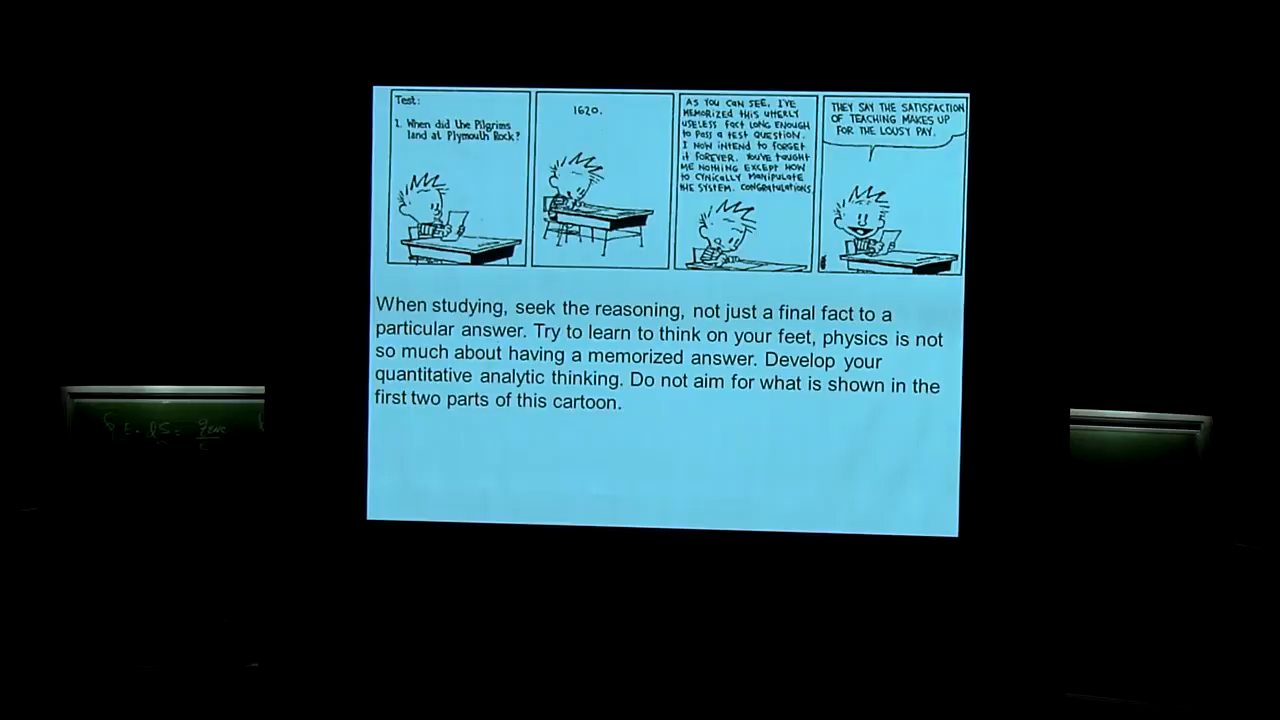 Test:
1. When did the Pilgrims
land at Plymouth Rock?
1620.
AS YOU CAN SEE, I'VE
MEMORIZED THIS UTTERLY
USELESS FACT LONG ENOUGH
TO PASS A TEST QUESTION.
I NOW INTEND TO FORGET
IT FOREVER. YOU'VE TAUGHT
ME NOTHING EXCEPT HOW
TO CYNICALLY MANIPULATE
THE SYSTEM. CONGRATULATIONS.
THEY SAY THE SATISFACTION
OF TEACHING MAKES UP
FOR THE LOUSY PAY.
When studying, seek the reasoning, not just a final fact to a
particular answer. Try to learn to think on your feet, physics is not
so much about having a memorized answer. Develop your
quantitative analytic thinking. Do not aim for what is shown in the
first two parts of this cartoon.